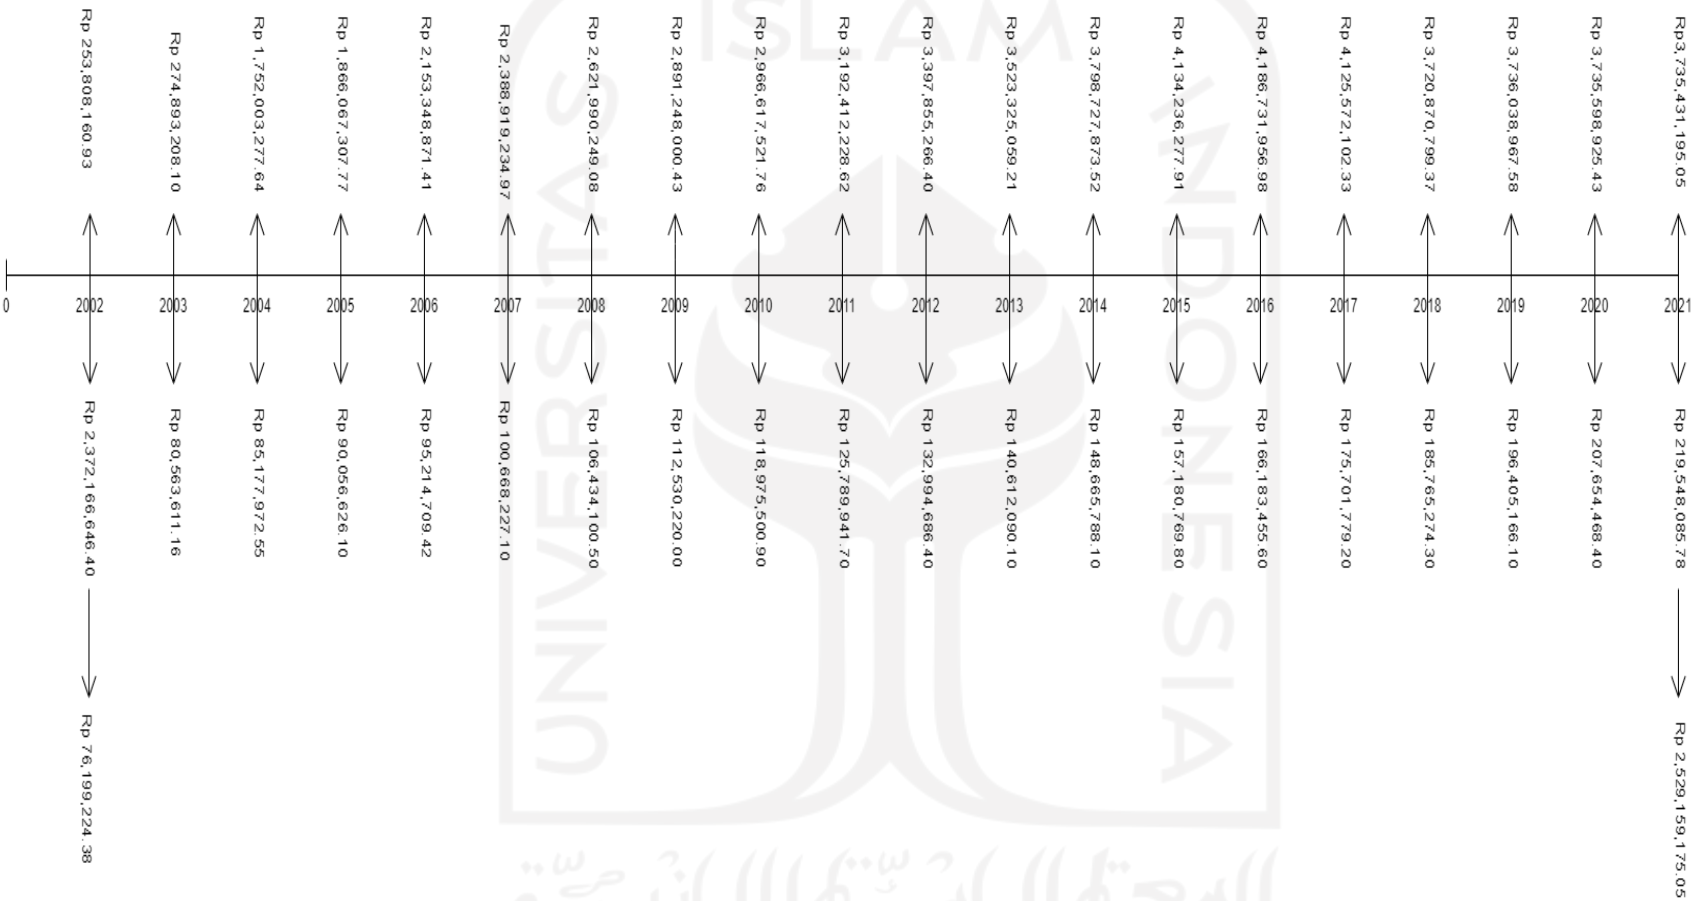 Rp 253,808,160.93
Rp 274,893,208.10
Rp 1,752,003,277.64
Rp 1,866,067,307.77
Rp 2,153,348,871.41
Rp 2,388,919,234.97
Rp 2,621,990,249.08
Rp 2,891,248,000.43
Rp 2,966,617,521.76
Rp 3,192,412,228.62
Rp 3,397,855,266.40
Rp 3,523,325,059.21
Rp 3,798,727,873.52
Rp 4,134,236,277.91
Rp 4,186,731,956.98
Rp 4,125,572,102.33
Rp 3,720,870,799.37
Rp 3,736,038,967.58
Rp 3,735,598,925.43
Rp3,735,431,195.05
0 2002 2003 2004 2005 2006 2007 2008 2009 2010 2011 2012 2013 2014 2015 2016 2017 2018 2019 2020 2021
Rp 2,372,166,646.40
Rp 80,563,611.16
Rp 85,177,972.55
Rp 90,056,626.10
Rp 95,214,709.42
Rp 100,668,227.10
Rp 106,434,100.50
Rp 112,530,220.00
Rp 118,975,500.90
Rp 125,789,941.70
Rp 132,994,686.40
Rp 140,612,090.10
Rp 148,665,788.10
Rp 157,180,769.80
Rp 166,183,455.60
Rp 175,701,779.20
Rp 185,765,274.30
Rp 196,405,166.10
Rp 207,654,468.40
Rp 219,548,085.78
Rp 76,199,224.38
Rp 2,529,159,175.05
ISLAM
UNIVERSITAS
INDONESIA